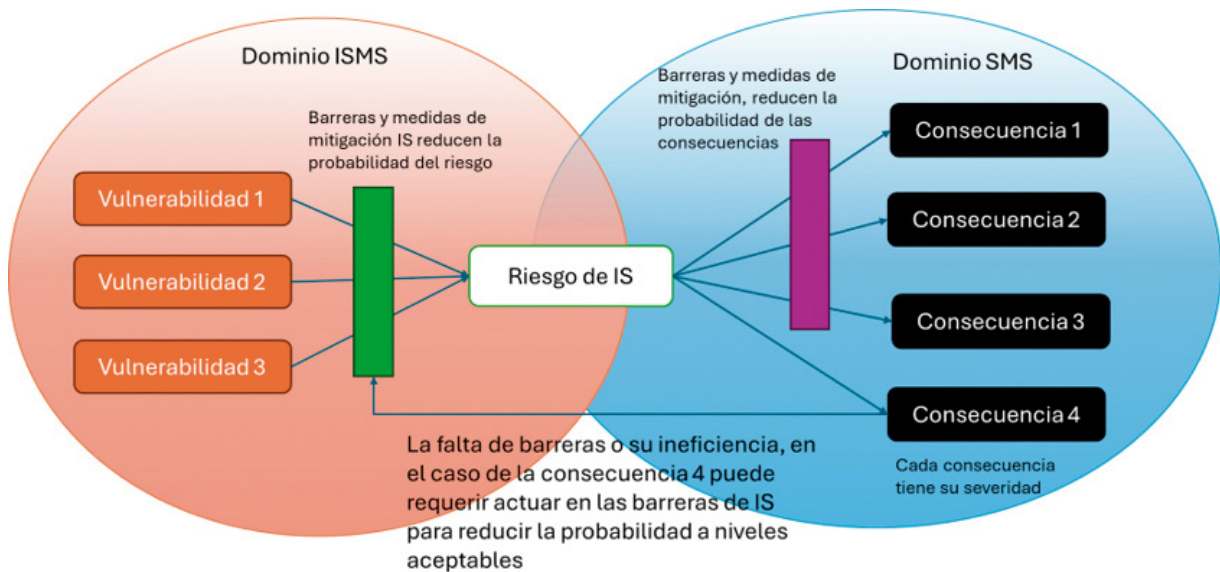 Dominio ISMS
Barreras y medidas de
mitigación IS reducen la
probabilidad del riesgo
Vulnerabilidad 1
Vulnerabilidad 2
Vulnerabilidad 3
Riesgo de IS
Dominio SMS
Barreras y medidas de
mitigación, reducen la
probabilidad de las
consecuencias
Consecuencia 1
Consecuencia 2
Consecuencia 3
Consecuencia 4
Cada consecuencia
tiene su severidad
La falta de barreras o su ineficiencia, en
el caso de la consecuencia 4 puede
requerir actuar en las barreras de IS
para reducir la probabilidad a niveles
aceptables